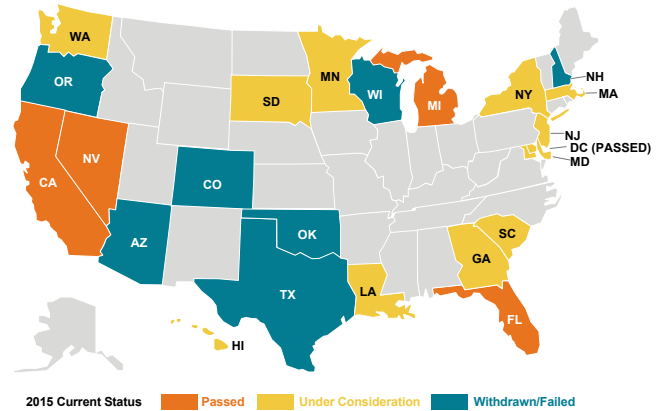 WA
OR
MN
WI
NH
MA
SD
MI
NY
NJ
DC (PASSED)
MD
NV
CA
CO
AZ
OK
SC
GA
TX
LA
FL
HI
2015 Current Status Passed Under Consideration Withdrawn/Failed